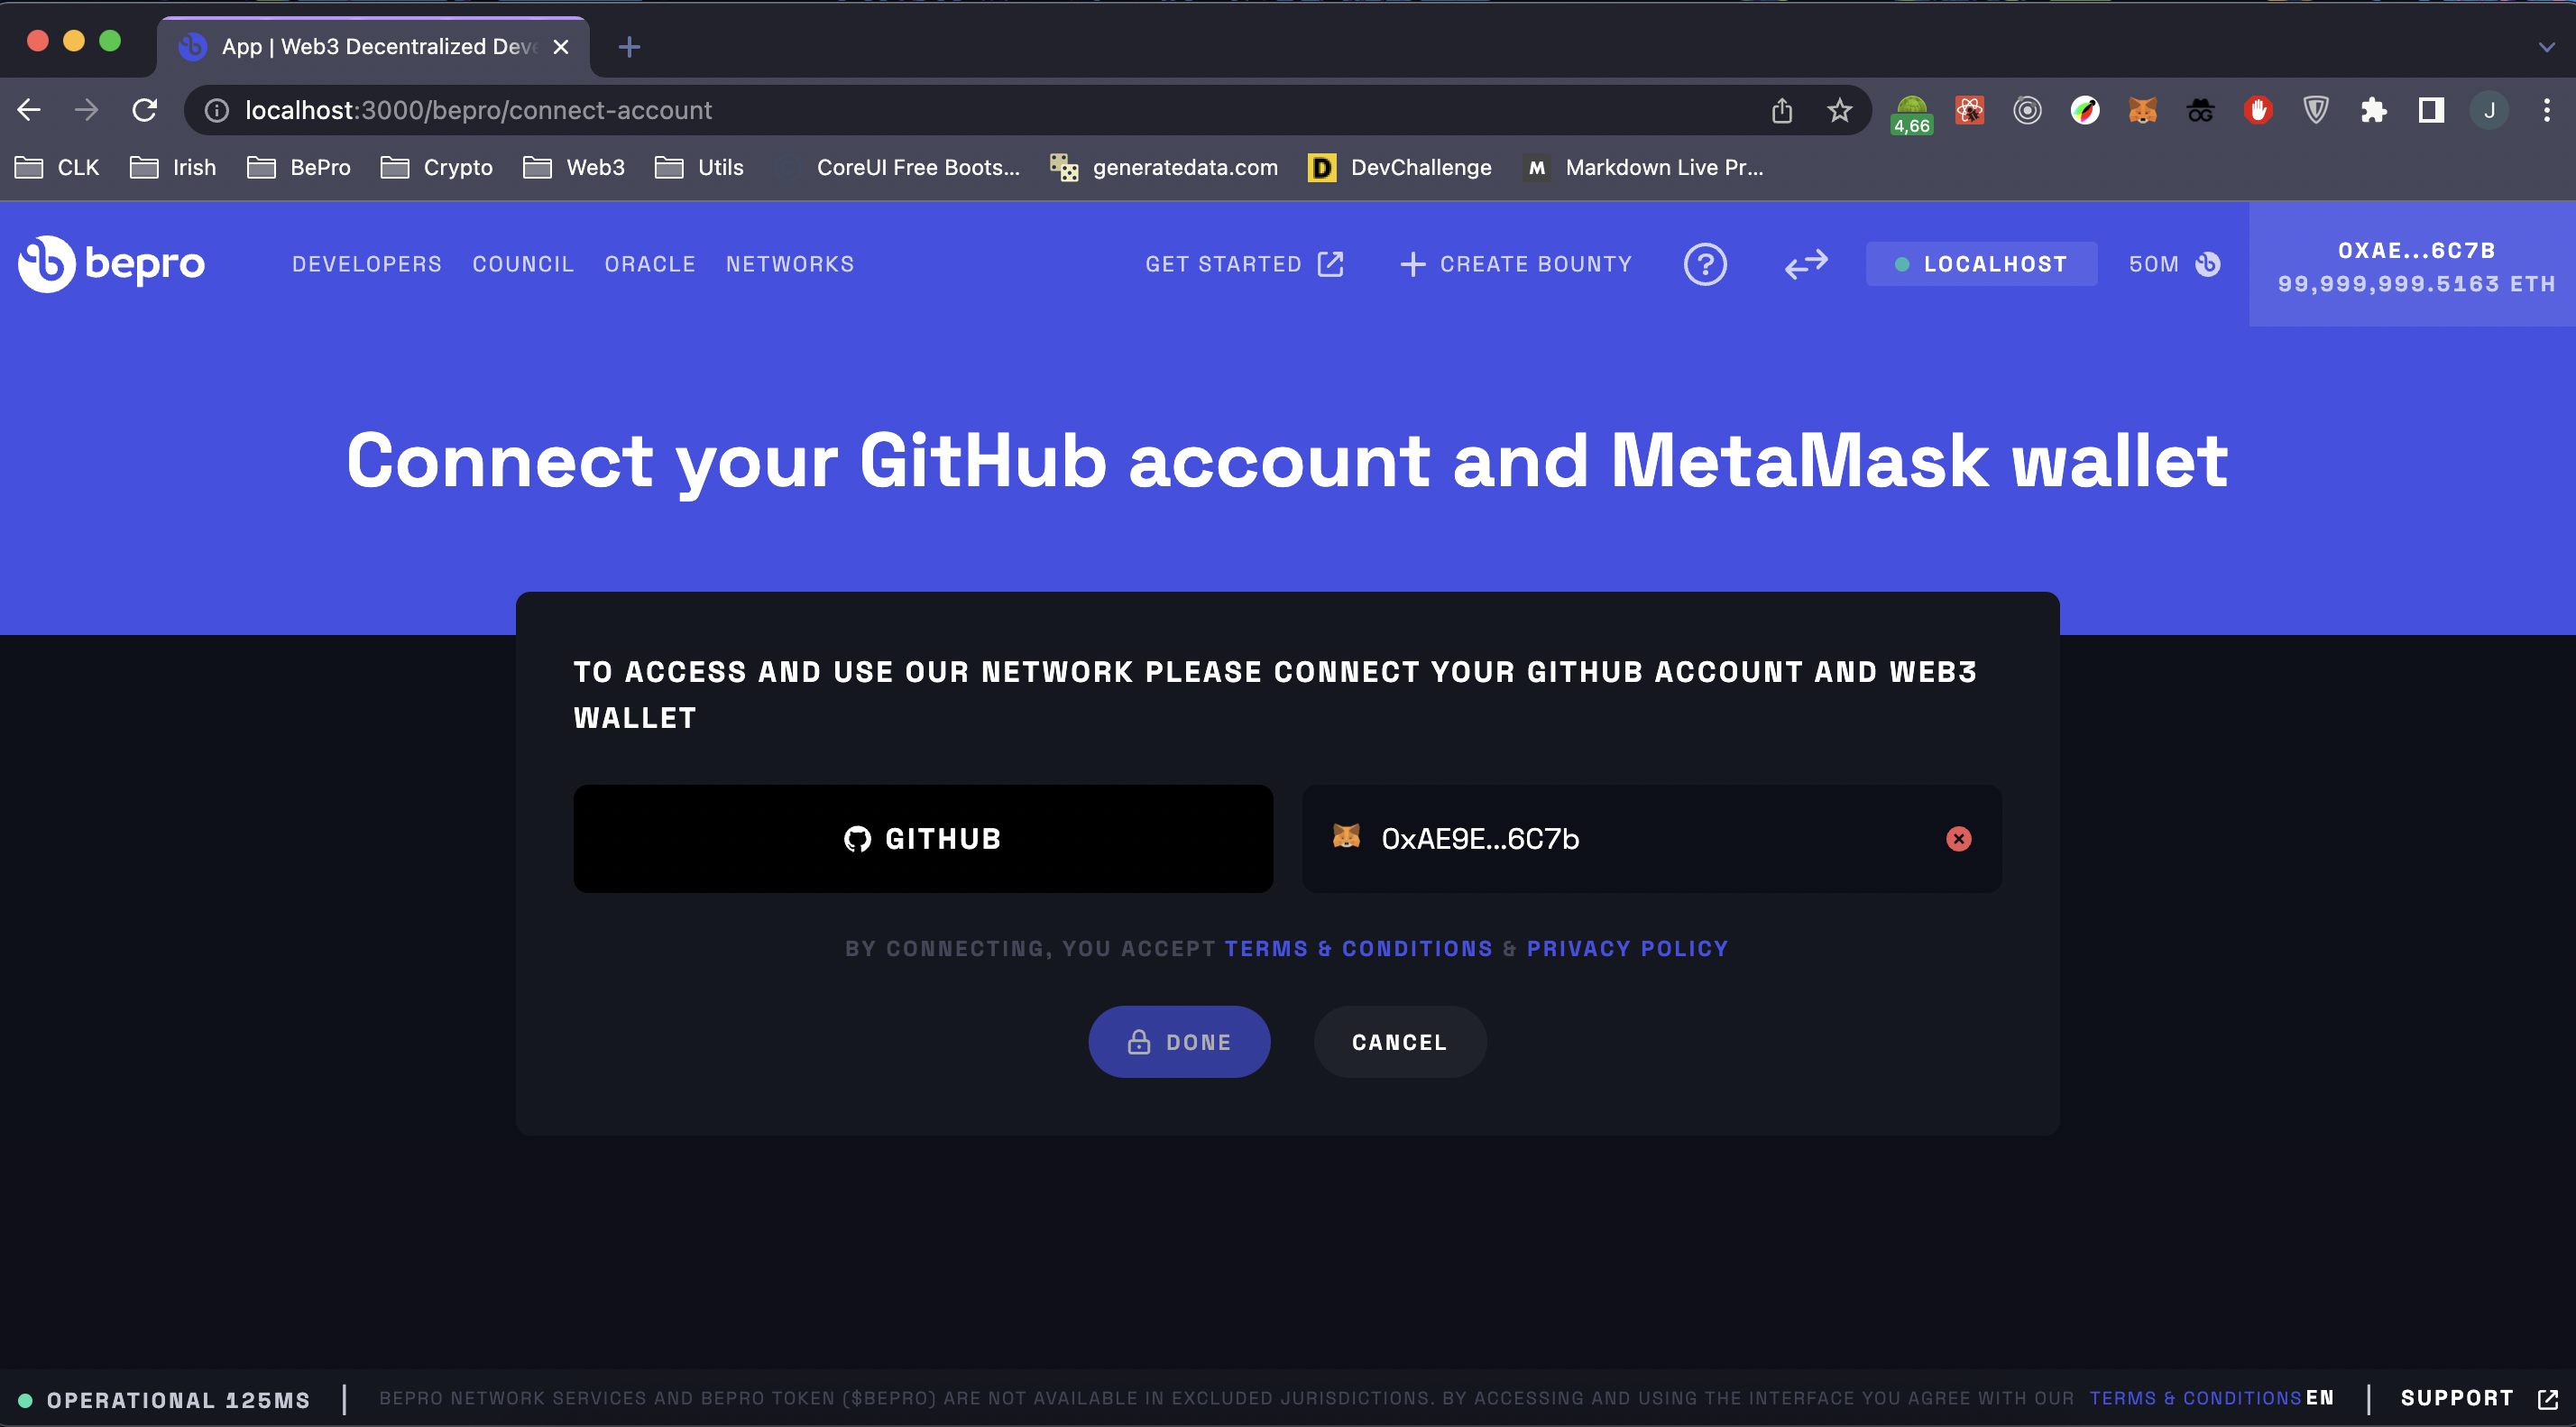 App | Web3 Decentralized Deve
localhost:3000/bepro/connect-account
4,66
J
CLK
Irish
BePro
Crypto
Web3
Utils
CoreUI Free Boots...
generatedata.com
D DevChallenge
M Markdown Live Pr...
bepro
DEVELOPERS
COUNCIL
ORACLE
NETWORKS
GET STARTED
CREATE BOUNTY
?
LOCALHOST
50M
0XAE...6C7B
99,999,999.5163 ETH
Connect your GitHub account and MetaMask wallet
TO ACCESS AND USE OUR NETWORK PLEASE CONNECT YOUR GITHUB ACCOUNT AND WEB3
WALLET
GITHUB
0xAE9E...6C7b
BY CONNECTING, YOU ACCEPT TERMS & CONDITIONS & PRIVACY POLICY
DONE
CANCEL
OPERATIONAL 125MS
BEPRO NETWORK SERVICES AND BEPRO TOKEN ($BEPRO) ARE NOT AVAILABLE IN EXCLUDED JURISDICTIONS. BY ACCESSING AND USING THE INTERFACE YOU AGREE WITH OUR TERMS & CONDITIONS
EN
SUPPORT